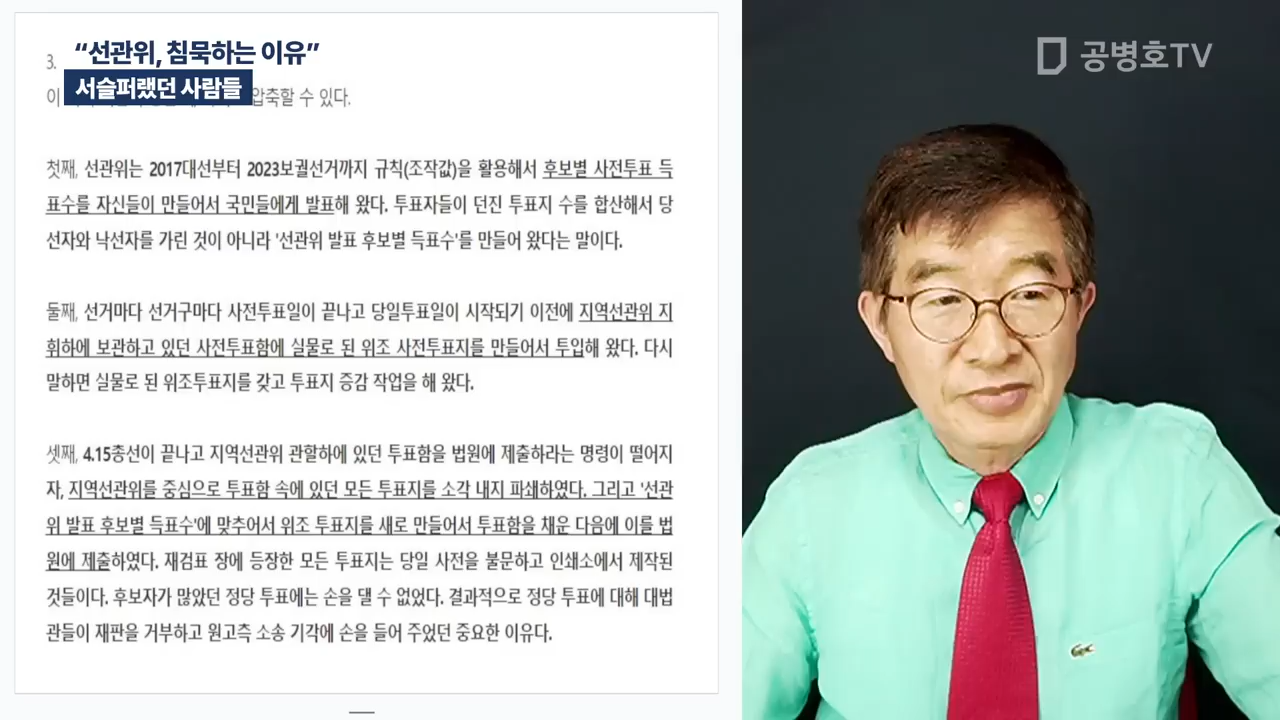 “선관위, 침묵하는 이유”
서슬퍼랬던 사람들
공병호TV
3.
이 압축할 수 있다.
첫째, 선관위는 2017대선부터 2023보궐선거까지 규칙(조작값)을 활용해서 후보별 사전투표 득
표수를 자신들이 만들어서 국민들에게 발표해 왔다. 투표자들이 던진 투표지 수를 합산해서 당
선자와 낙선자를 가린 것이 아니라 '선관위 발표 후보별 득표수'를 만들어 왔다는 말이다.
둘째, 선거마다 선거구마다 사전투표일이 끝나고 당일투표일이 시작되기 이전에 지역선관위 지
휘하에 보관하고 있던 사전투표함에 실물로 된 위조 사전투표지를 만들어서 투입해 왔다. 다시
말하면 실물로 된 위조투표지를 갖고 투표지 증감 작업을 해 왔다.
셋째, 4.15총선이 끝나고 지역선관위 관할하에 있던 투표함을 법원에 제출하라는 명령이 떨어지
자, 지역선관위를 중심으로 투표함 속에 있던 모든 투표지를 소각 내지 파쇄하였다. 그리고 '선관
위 발표 후보별 득표수'에 맞추어서 위조 투표지를 새로 만들어서 투표함을 채운 다음에 이를 법
원에 제출하였다. 재검표 장에 등장한 모든 투표지는 당일 사전을 불문하고 인쇄소에서 제작된
것들이다. 후보자가 많았던 정당 투표에는 손을 댈 수 없었다. 결과적으로 정당 투표에 대해 대법
관들이 재판을 거부하고 원고측 소송 기각에 손을 들어 주었던 중요한 이유다.